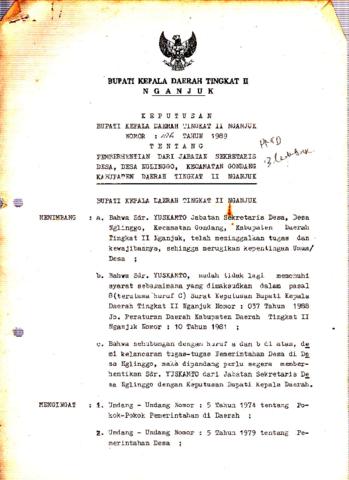 BUPATI KEPALA DAERAH TINGKAT II
NGANJUK
KEPUTUSAN
BUPATI KEPALA DAERAH TINGKAT II NGANJUK
NOMOR : TAHUN 1989
TENTANG
PEMBERHENTIAN DARI JABATAN SEKRETARIS
DESA, DESA NGLINGGO, KECAMATAN GONDANG
KABUPATEN DAERAH TINGKAT II NGANJUK
BUPATI KEPALA DAERAH TINGKAT II NGANJUK
MENIMBANG : a. Bahwa Sdr. YUSKAMTO Jabatan Sekretaris Desa, Desa
Nglinggo, Kecamatan Gondang, Kabupaten Daerah
Tingkat II Nganjuk, telah meninggalkan tugas dan
kewajibannya, sehingga merugikan kepentingan Umum/
Desa ;
b. Bahwa Sdr. YUSKAMTO, sudah tidak lagi memenuhi
syarat sebagaimana yang dimaksudkan dalam pasal
8(terutama huruf C) Surat Keputusan Bupati Kepala
Daerah Tingkat II Nganjuk Nomor : 037 Tahun 1988
Jo. Peraturan Daerah Kabupaten Daerah Tingkat II
Nganjuk Nomor : 10 Tahun 1981 ;
c. Bahwa sehubungan dengan huruf a dan b di atas, de
mi kelancaran tugas-tugas Pemerintahan Desa di De
sa Nglinggo, maka dipandang perlu segera member-
hentikan Sdr. YUSKAMTO dari Jabatan Sekretaris De
sa Nglinggo dengan Keputusan Bupati Kepala Daerah.
MENGINGAT : 1. Undang - Undang Nomor : 5 Tahun 1974 tentang Po-
kok-Pokok Pemerintahan di Daerah ;
2. Undang - Undang Nomor : 5 Tahun 1979 tentang Pe-
merintahan Desa ;